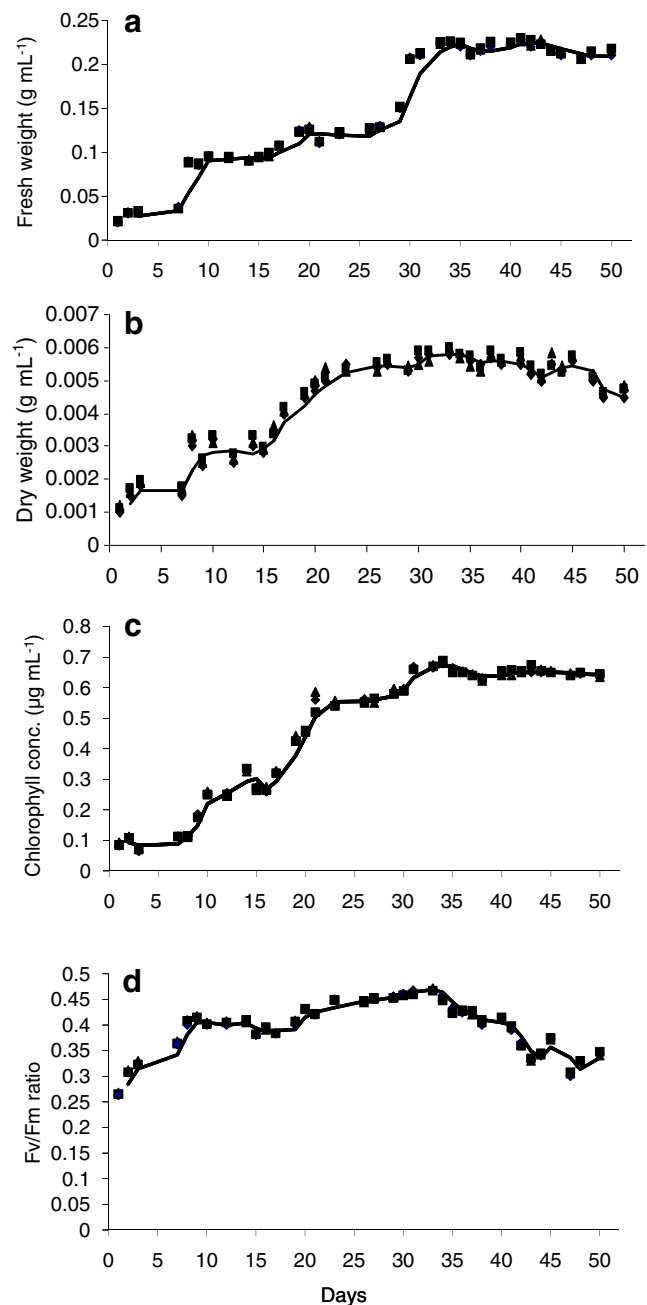 a
Fresh weight (g mL-1)
0.25
0.2
0.15
0.1
0.05
0
0 5 10 15 20 25 30 35 40 45 50
b
Dry weight (g mL-1)
0.007
0.006
0.005
0.004
0.003
0.002
0.001
0
0 5 10 15 20 25 30 35 40 45 50
c
Chlorophyll conc. (µg mL-1)
0.8
0.7
0.6
0.5
0.4
0.3
0.2
0.1
0
0 5 10 15 20 25 30 35 40 45 50
d
Fv/Fm ratio
0.5
0.45
0.4
0.35
0.3
0.25
0.2
0.15
0.1
0.05
0
0 5 10 15 20 25 30 35 40 45 50
Days